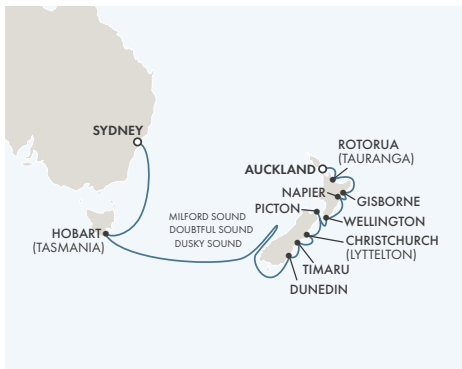 SYDNEY
HOBART
(TASMANIA)
MILFORD SOUND
DOUBTFUL SOUND
DUSKY SOUND
AUCKLAND
ROTORUA
(TAURANGA)
NAPIER
GISBORNE
PICTON
WELLINGTON
CHRISTCHURCH
(LYTTELTON)
TIMARU
DUNEDIN